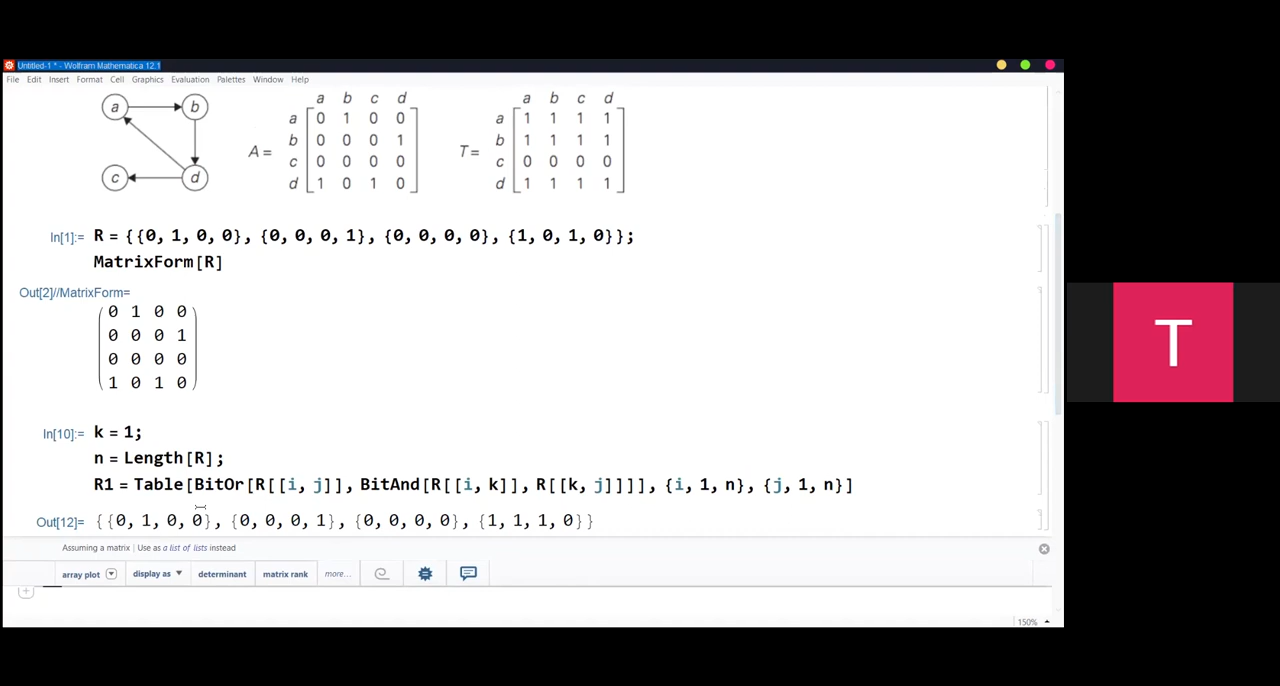 Untitled-1 * - Wolfram Mathematica 12.1
File Edit Insert Format Cell Graphics Evaluation Palettes Window Help
a b
c d
a b c d
A =
a 0 1 0 0
b 0 0 0 1
c 0 0 0 0
d 1 0 1 0
a b c d
T =
a 1 1 1 1
b 1 1 1 1
c 0 0 0 0
d 1 1 1 1
In[1]:= R = {{0, 1, 0, 0}, {0, 0, 0, 1}, {0, 0, 0, 0}, {1, 0, 1, 0}};
MatrixForm[R]
Out[2]//MatrixForm=
0 1 0 0
0 0 0 1
0 0 0 0
1 0 1 0
In[10]:= k = 1;
n = Length[R];
R1 = Table[BitOr[R[[i, j]], BitAnd[R[[i, k]], R[[k, j]]]], {i, 1, n}, {j, 1, n}]
Out[12]= {{0, 1, 0, 0}, {0, 0, 0, 1}, {0, 0, 0, 0}, {1, 1, 1, 0}}
Assuming a matrix | Use as a list of lists instead
array plot display as determinant matrix rank more...
150%
T